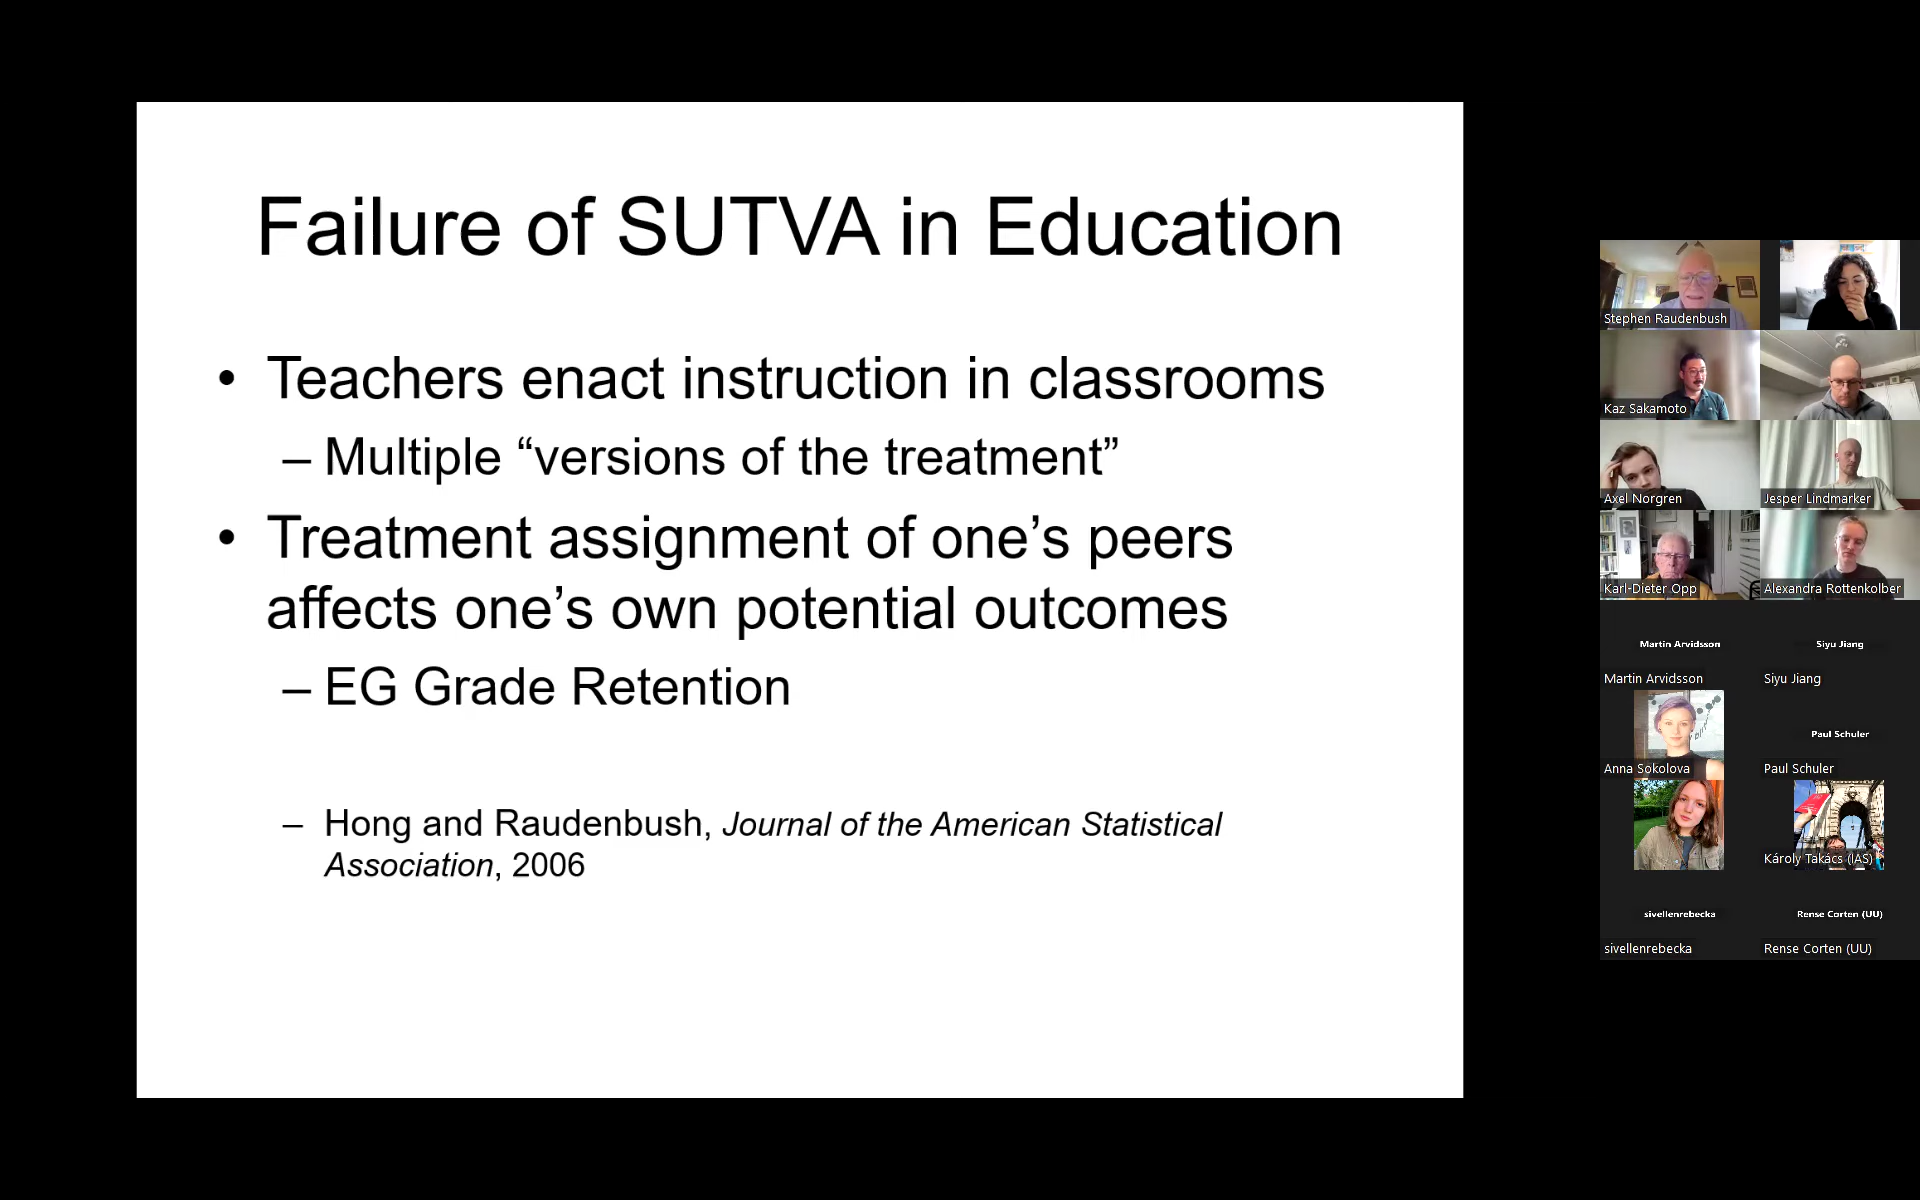 Failure of SUTVA in Education
• Teachers enact instruction in classrooms
– Multiple “versions of the treatment”
• Treatment assignment of one’s peers
affects one’s own potential outcomes
– EG Grade Retention
– Hong and Raudenbush, Journal of the American Statistical
Association, 2006
Stephen Raudenbush
Kaz Sakamoto
Axel Norgren
Jesper Lindmarker
Karl-Dieter Opp
Alexandra Rottenkolber
Martin Arvidsson
Siyu Jiang
Martin Arvidsson
Siyu Jiang
Paul Schuler
Anna Sokolova
Paul Schuler
Károly Takács (IAS)
sivellenrebecka
Rense Corten (UU)
sivellenrebecka
Rense Corten (UU)